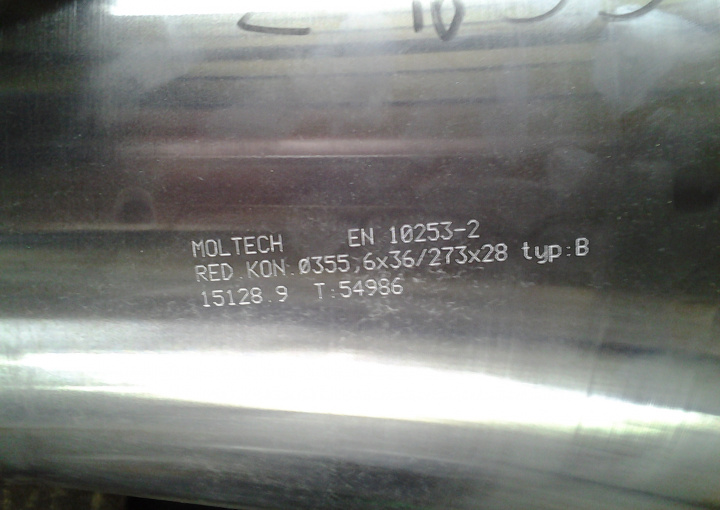 MOLTECH EN 10253-2
RED.KON.Ø355,6x36/273x28 typ:B
15128.9 T:54986